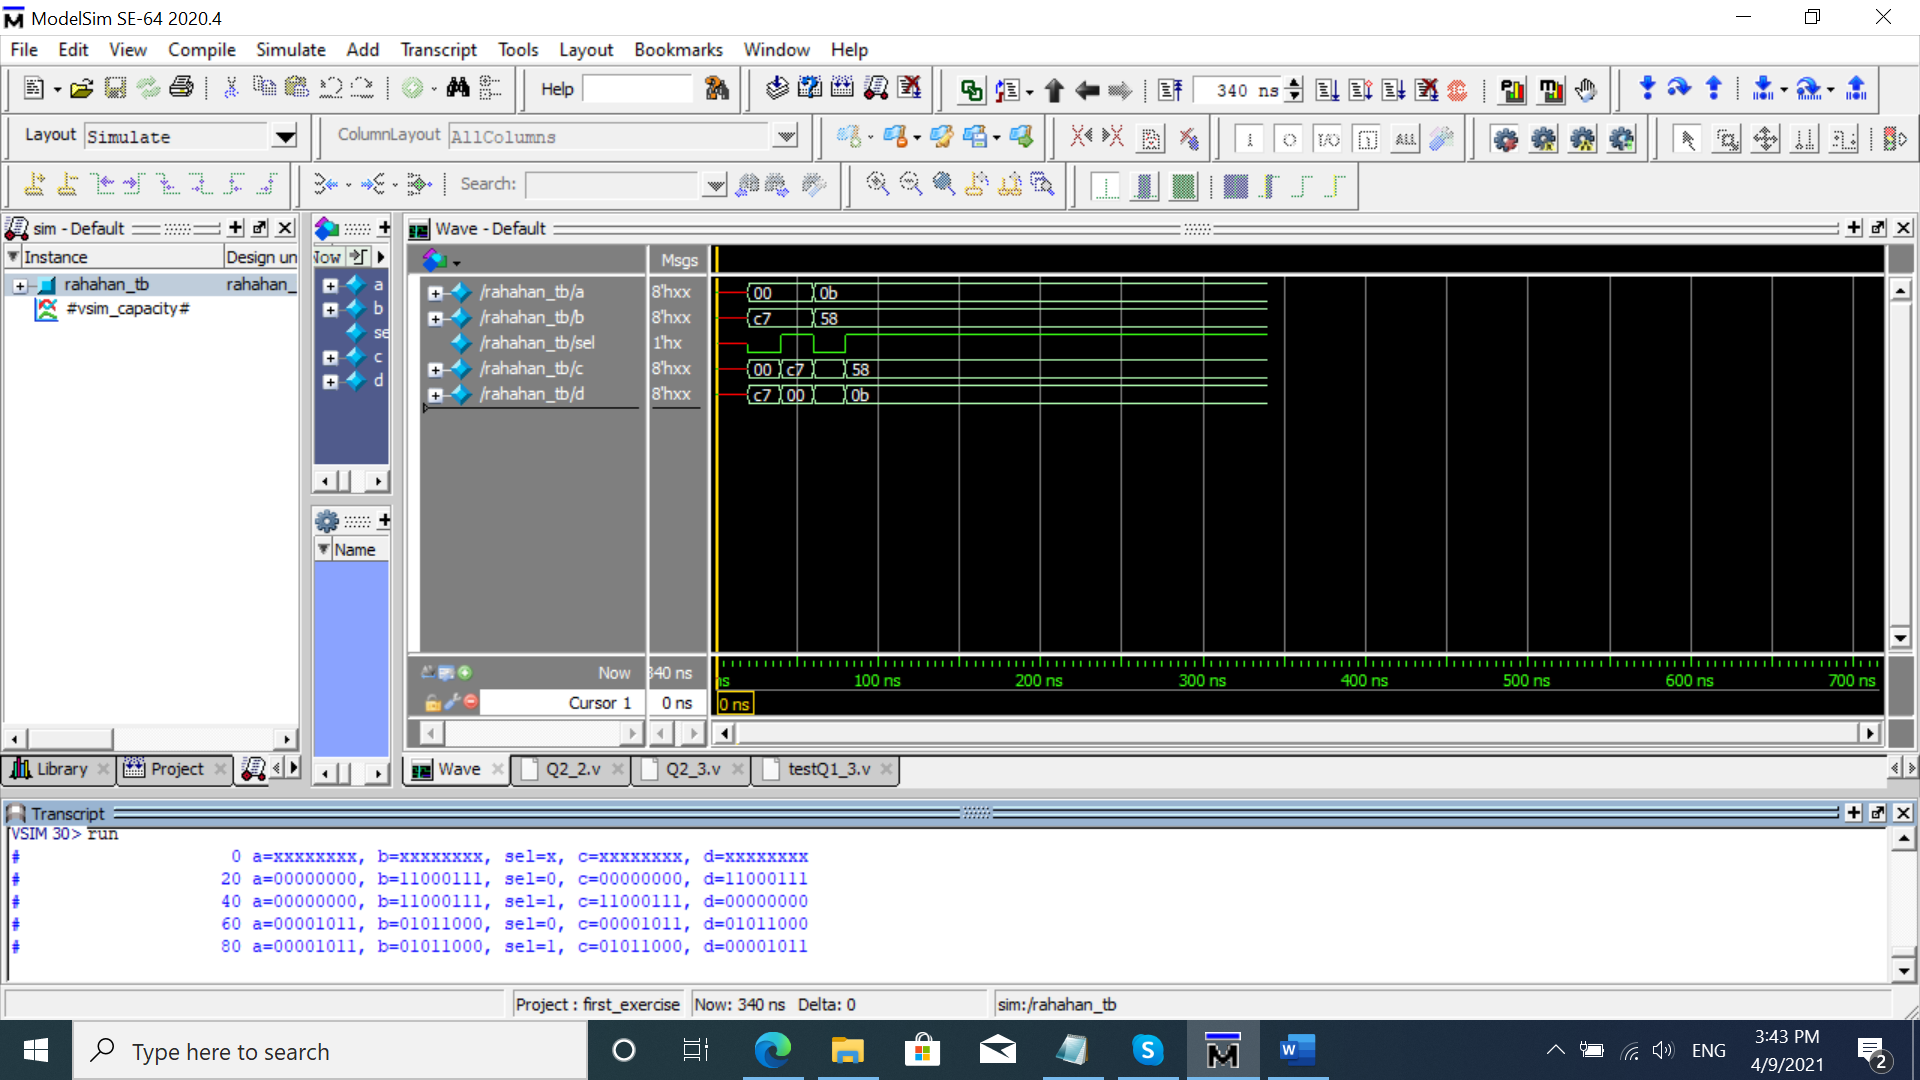 ModelSim SE-64 2020.4
File Edit View Compile Simulate Add Transcript Tools Layout Bookmarks Window Help
Help
340 ns
Layout Simulate
ColumnLayout AllColumns
ALL
Search:
sim - Default
Instance Design un
rahahan_tb rahahan_
#vsim_capacity#
a
b
se
c
d
Name
Wave - Default
Msgs
/rahahan_tb/a 8'hxx 00 0b
/rahahan_tb/b 8'hxx c7 58
/rahahan_tb/sel 1'hx
/rahahan_tb/c 8'hxx 00 c7 58
/rahahan_tb/d 8'hxx c7 00 0b
Now 340 ns
ns 100 ns 200 ns 300 ns 400 ns 500 ns 600 ns 700 ns
Cursor 1 0 ns 0 ns
Library Project
Wave Q2_2.v Q2_3.v testQ1_3.v
Transcript
VSIM 30> run
# 0 a=xxxxxxxx, b=xxxxxxxx, sel=x, c=xxxxxxxx, d=xxxxxxxx
# 20 a=00000000, b=11000111, sel=0, c=00000000, d=11000111
# 40 a=00000000, b=11000111, sel=1, c=11000111, d=00000000
# 60 a=00001011, b=01011000, sel=0, c=00001011, d=01011000
# 80 a=00001011, b=01011000, sel=1, c=01011000, d=00001011
Project : first_exercise Now: 340 ns Delta: 0 sim:/rahahan_tb
Type here to search
ENG
3:43 PM
4/9/2021
2